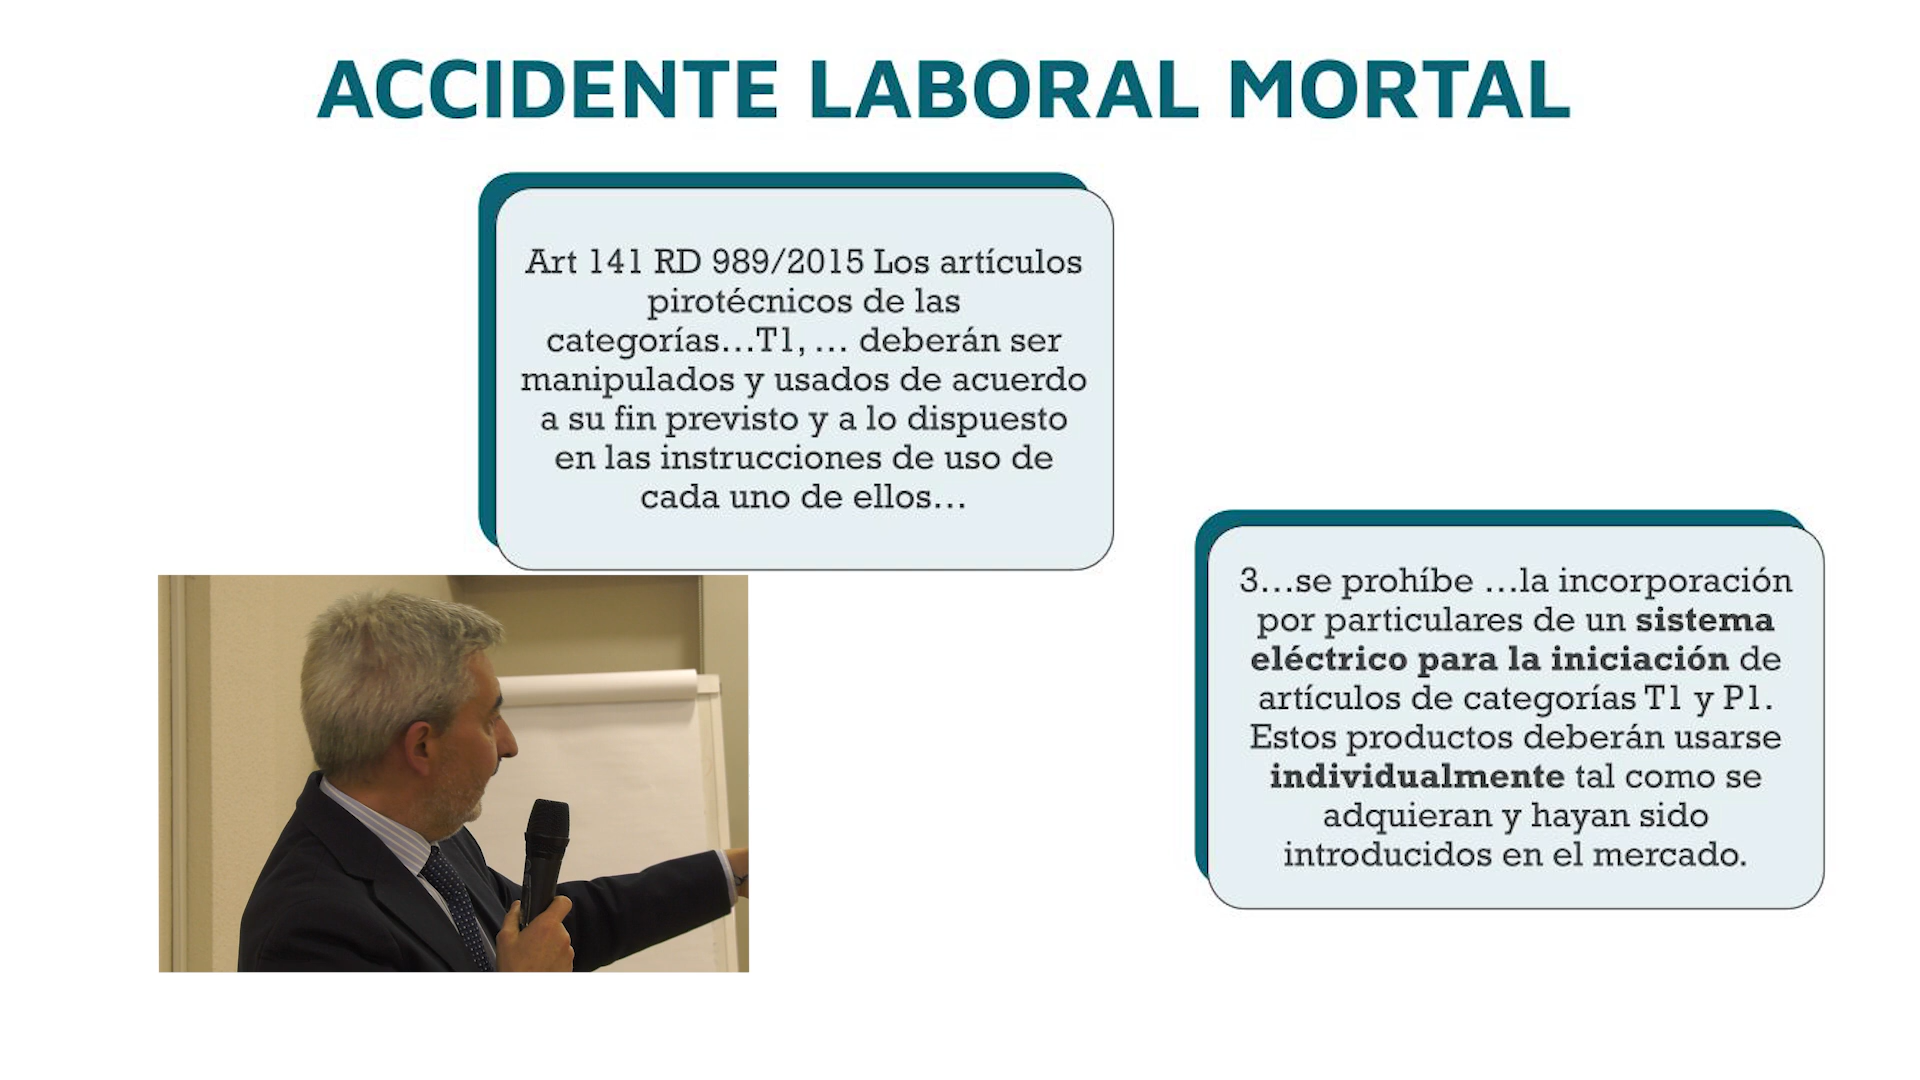 ACCIDENTE LABORAL MORTAL
Art 141 RD 989/2015 Los artículos
pirotécnicos de las
categorías...T1, ... deberán ser
manipulados y usados de acuerdo
a su fin previsto y a lo dispuesto
en las instrucciones de uso de
cada uno de ellos...
3...se prohíbe ...la incorporación
por particulares de un sistema
eléctrico para la iniciación de
artículos de categorías T1 y P1.
Estos productos deberán usarse
individualmente tal como se
adquieran y hayan sido
introducidos en el mercado.